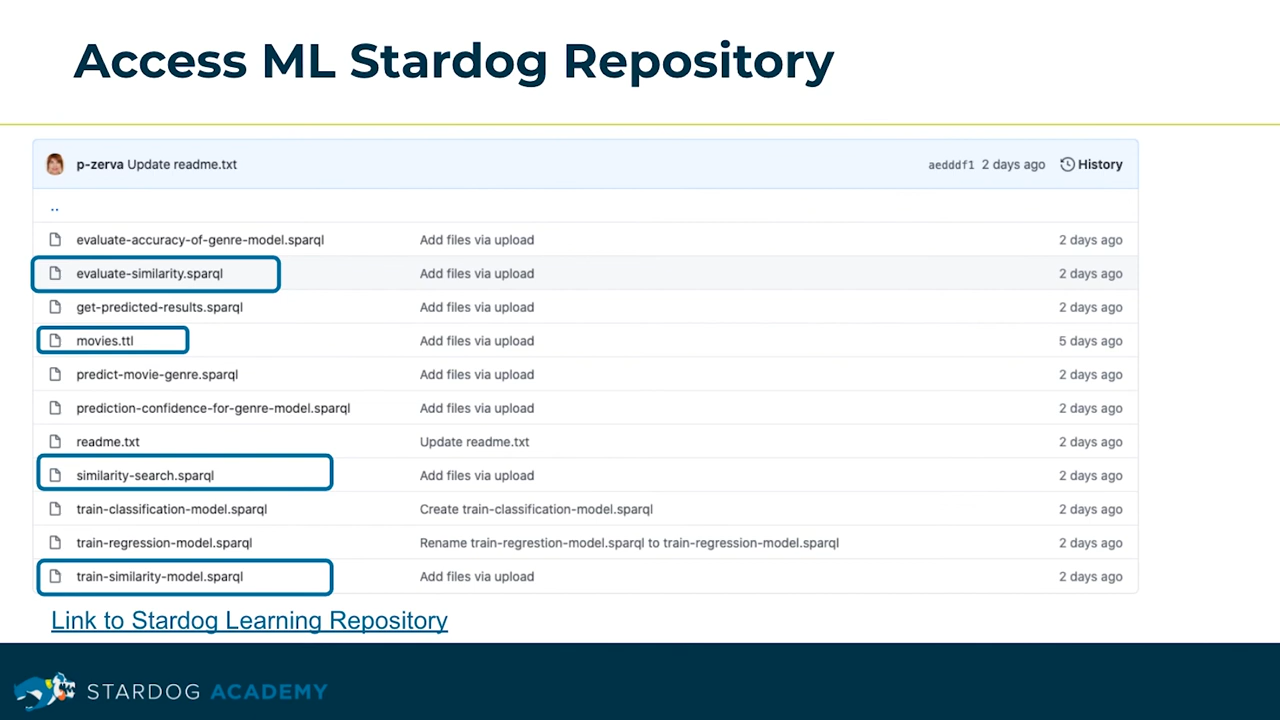 Access ML Stardog Repository
p-zerva Update readme.txt aedddf1 2 days ago History
..
evaluate-accuracy-of-genre-model.sparql Add files via upload 2 days ago
evaluate-similarity.sparql Add files via upload 2 days ago
get-predicted-results.sparql Add files via upload 2 days ago
movies.ttl Add files via upload 5 days ago
predict-movie-genre.sparql Add files via upload 2 days ago
prediction-confidence-for-genre-model.sparql Add files via upload 2 days ago
readme.txt Update readme.txt 2 days ago
similarity-search.sparql Add files via upload 2 days ago
train-classification-model.sparql Create train-classification-model.sparql 2 days ago
train-regression-model.sparql Rename train-regrestion-model.sparql to train-regression-model.sparql 2 days ago
train-similarity-model.sparql Add files via upload 2 days ago
Link to Stardog Learning Repository
STARDOG ACADEMY